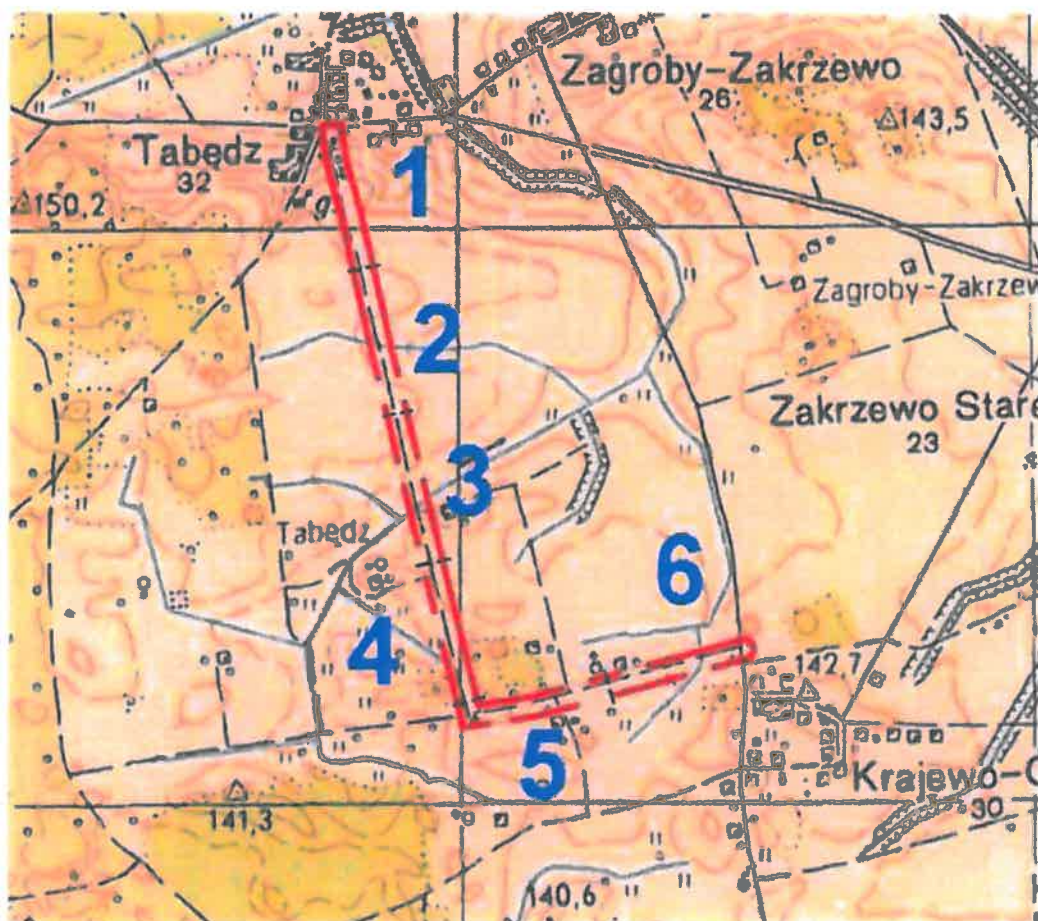 Zagroby-Zakrzewo
26
143,5
Tabędz
32
1
150,2
g.
Zagroby-Zakrzew
2
Zakrzewo Stare
23
3
Tabędz
6
4
142,7
5
Krajewo-
30
141,3
140,6